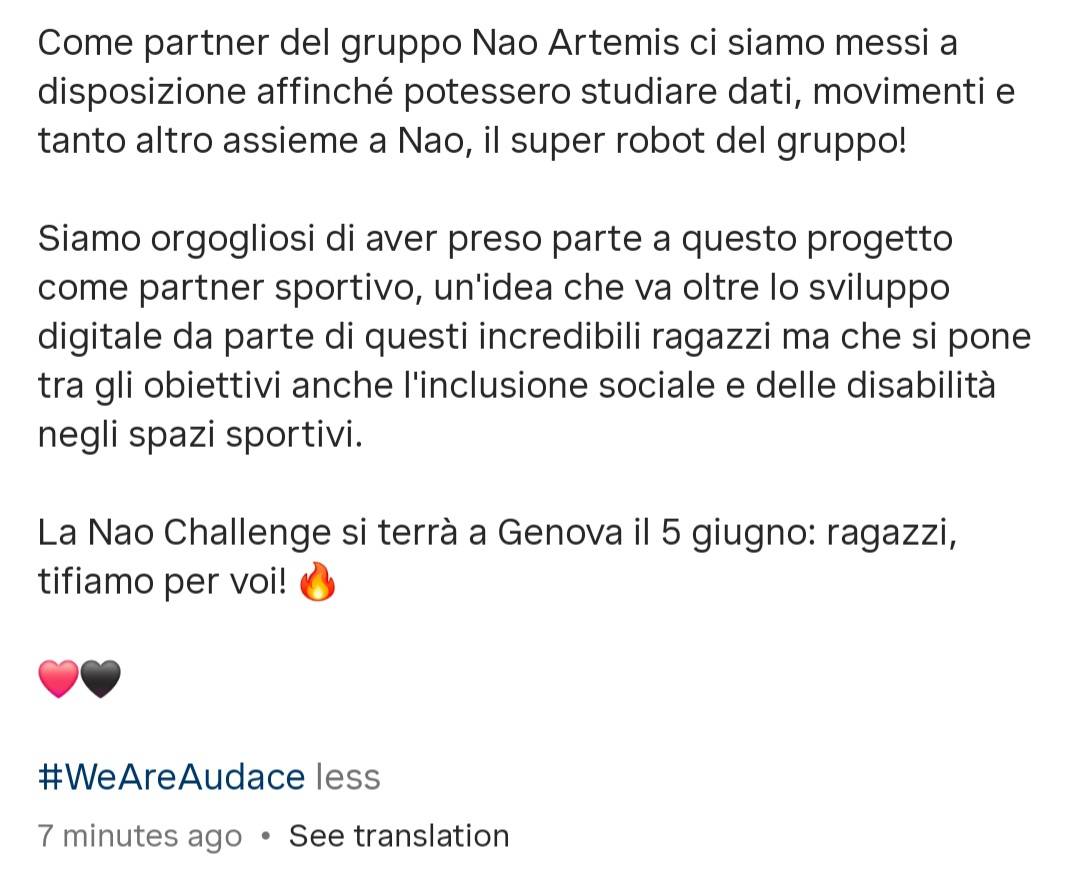 Come partner del gruppo Nao Artemis ci siamo messi a
disposizione affinché potessero studiare dati, movimenti e
tanto altro assieme a Nao, il super robot del gruppo!
Siamo orgogliosi di aver preso parte a questo progetto
come partner sportivo, un'idea che va oltre lo sviluppo
digitale da parte di questi incredibili ragazzi ma che si pone
tra gli obiettivi anche l'inclusione sociale e delle disabilità
negli spazi sportivi.
La Nao Challenge si terrà a Genova il 5 giugno: ragazzi,
tifiamo per voi! 🔥
❤️🖤
#WeAreAudace less
7 minutes ago • See translation